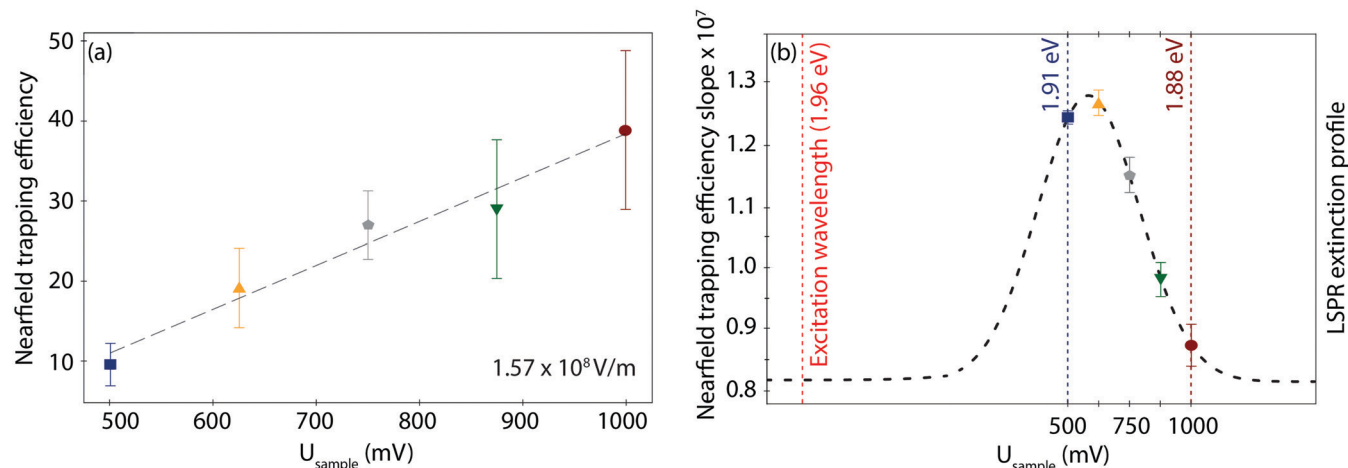 (a)
Nearfield trapping efficiency
50
40
30
20
10
500
600
700
800
900
1000
1.57 x 10⁸ V/m
U_sample (mV)
(b)
Nearfield trapping efficiency slope x 10⁷
1.3
1.2
1.1
1.0
0.9
0.8
Excitation wavelength (1.96 eV)
1.91 eV
1.88 eV
500
750
1000
U_sample (mV)
LSPR extinction profile